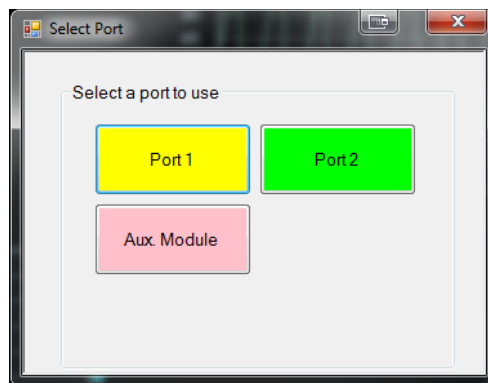 Select Port
Select a port to use
Port 1
Port 2
Aux. Module